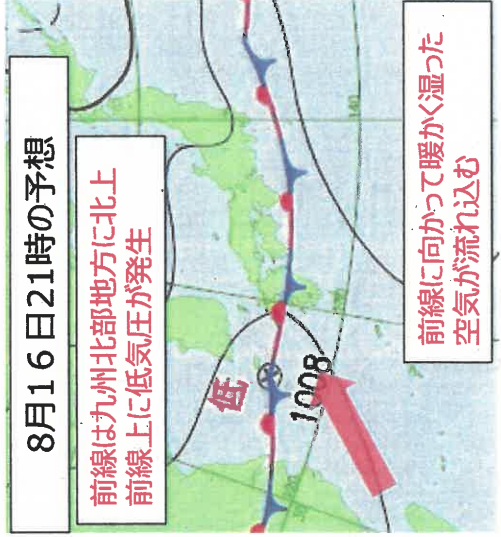 8月16日21時の予想
前線は九州北部地方に北上
前線上に低気圧が発生
低
1008
前線に向かって暖かく湿った
空気が流れ込む